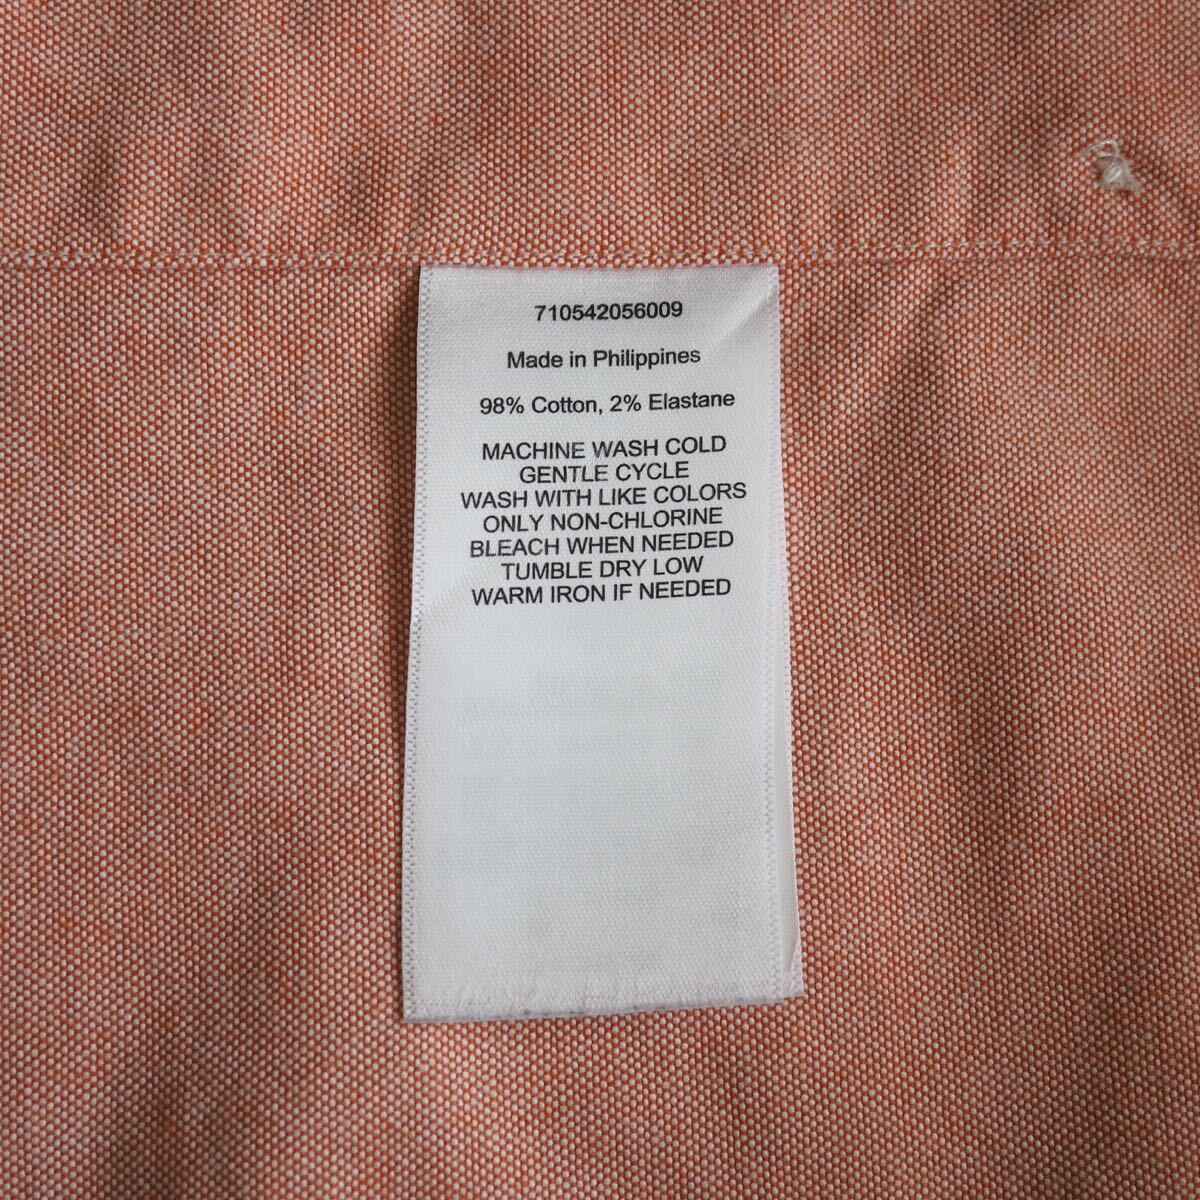 710542056009
Made in Philippines
98% Cotton, 2% Elastane
MACHINE WASH COLD
GENTLE CYCLE
WASH WITH LIKE COLORS
ONLY NON-CHLORINE
BLEACH WHEN NEEDED
TUMBLE DRY LOW
WARM IRON IF NEEDED